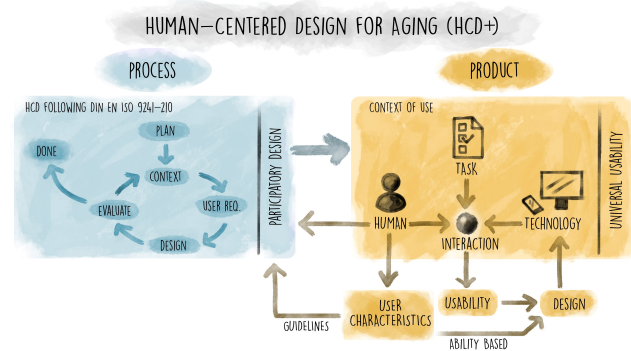 HUMAN-CENTERED DESIGN FOR AGING (HCD+)
PROCESS
PRODUCT
HCD FOLLOWING DIN EN ISO 9241-210
PLAN
DONE
CONTEXT
EVALUATE
USER REQ.
DESIGN
PARTICIPATORY DESIGN
CONTEXT OF USE
TASK
HUMAN
INTERACTION
TECHNOLOGY
UNIVERSAL USABILITY
USER
CHARACTERISTICS
USABILITY
DESIGN
GUIDELINES
ABILITY BASED